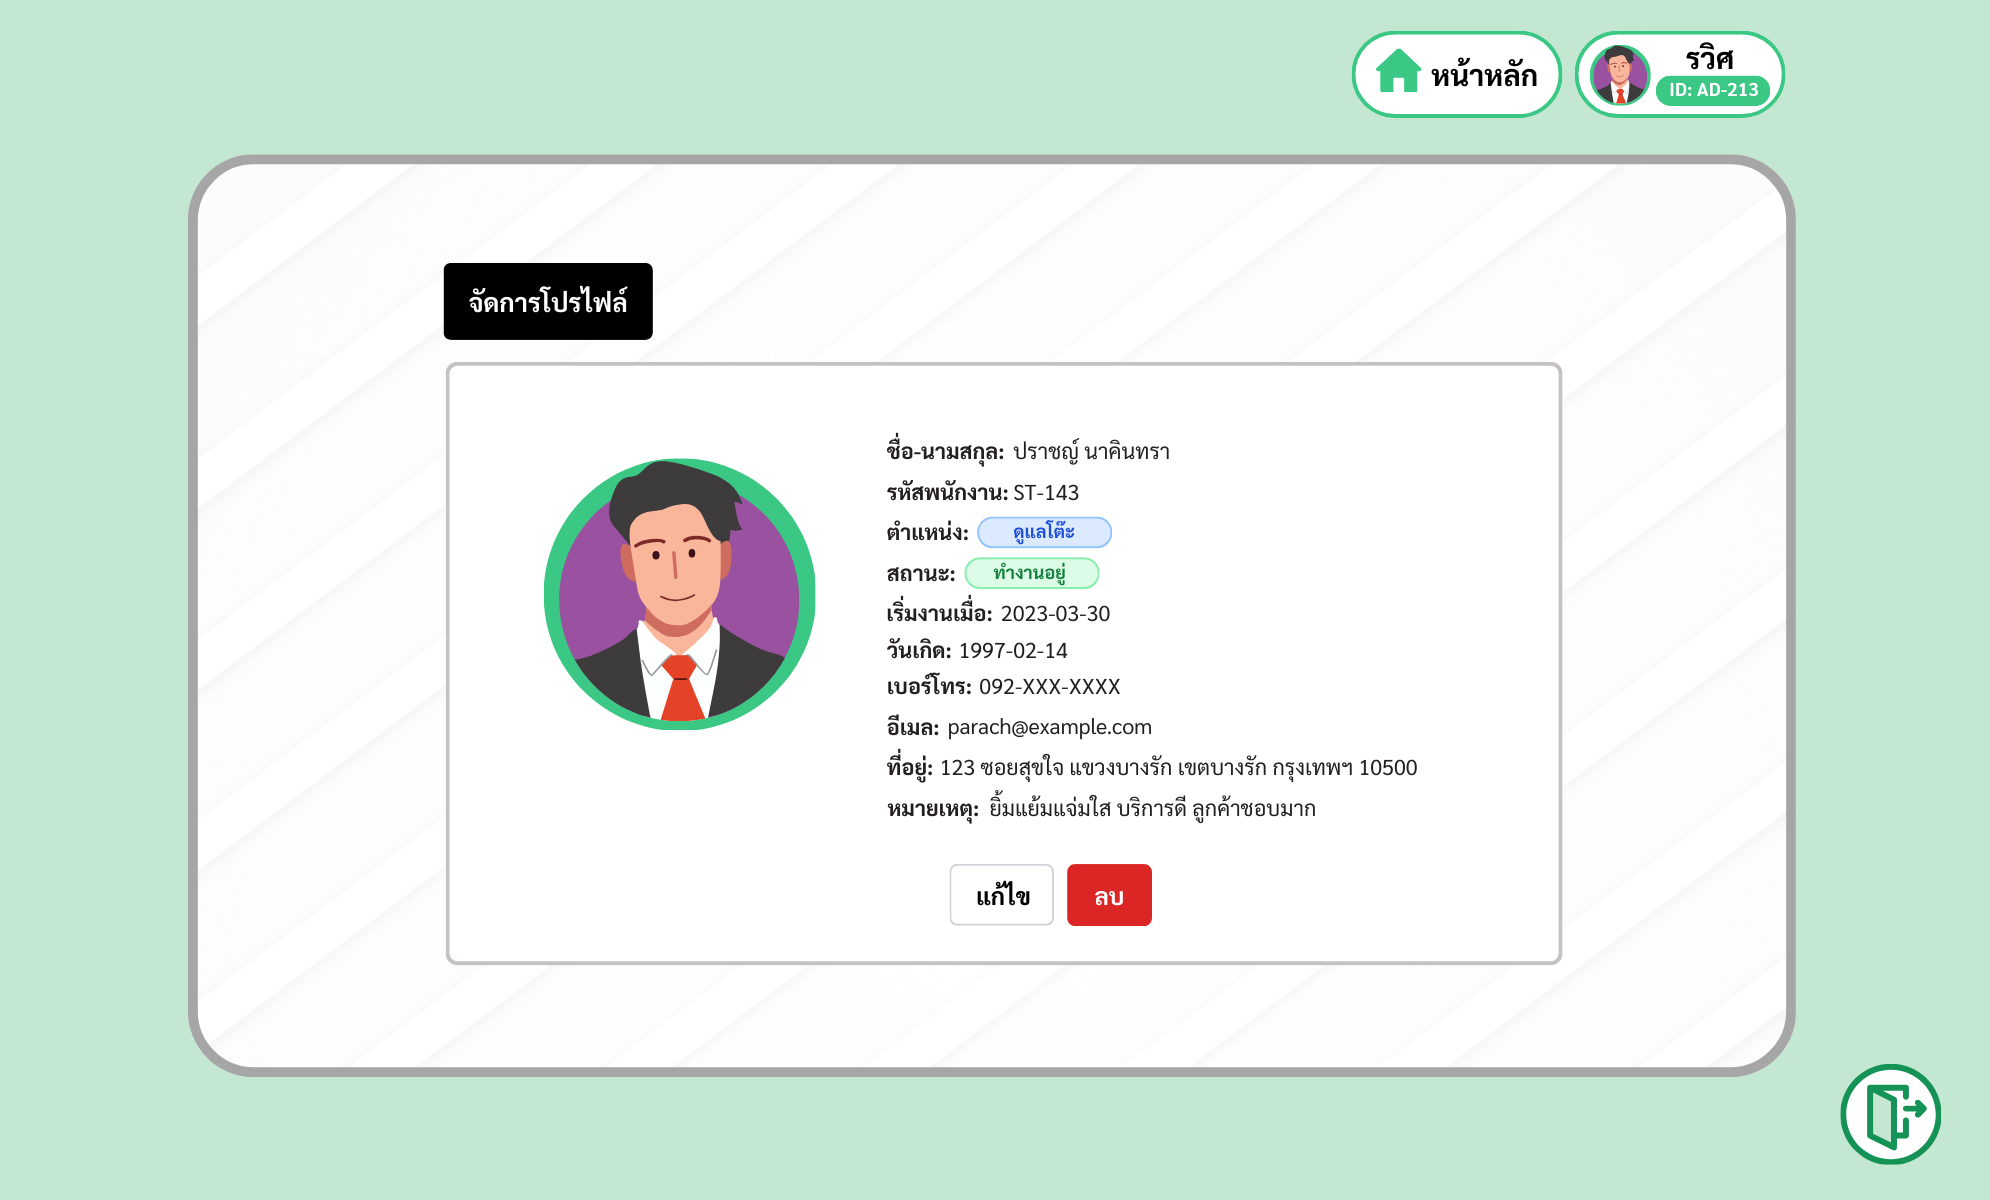 หน้าหลัก
รวิศ
ID: AD-213
จัดการโปรไฟล์
ชื่อ-นามสกุล: ปราชญ์ นาคินทรา
รหัสพนักงาน: ST-143
ตำแหน่ง: ดูแลโต๊ะ
สถานะ: ทำงานอยู่
เริ่มงานเมื่อ: 2023-03-30
วันเกิด: 1997-02-14
เบอร์โทร: 092-XXX-XXXX
อีเมล: parach@example.com
ที่อยู่: 123 ซอยสุขใจ แขวงบางรัก เขตบางรัก กรุงเทพฯ 10500
หมายเหตุ: ยิ้มแย้มแจ่มใส บริการดี ลูกค้าชอบมาก
แก้ไข
ลบ